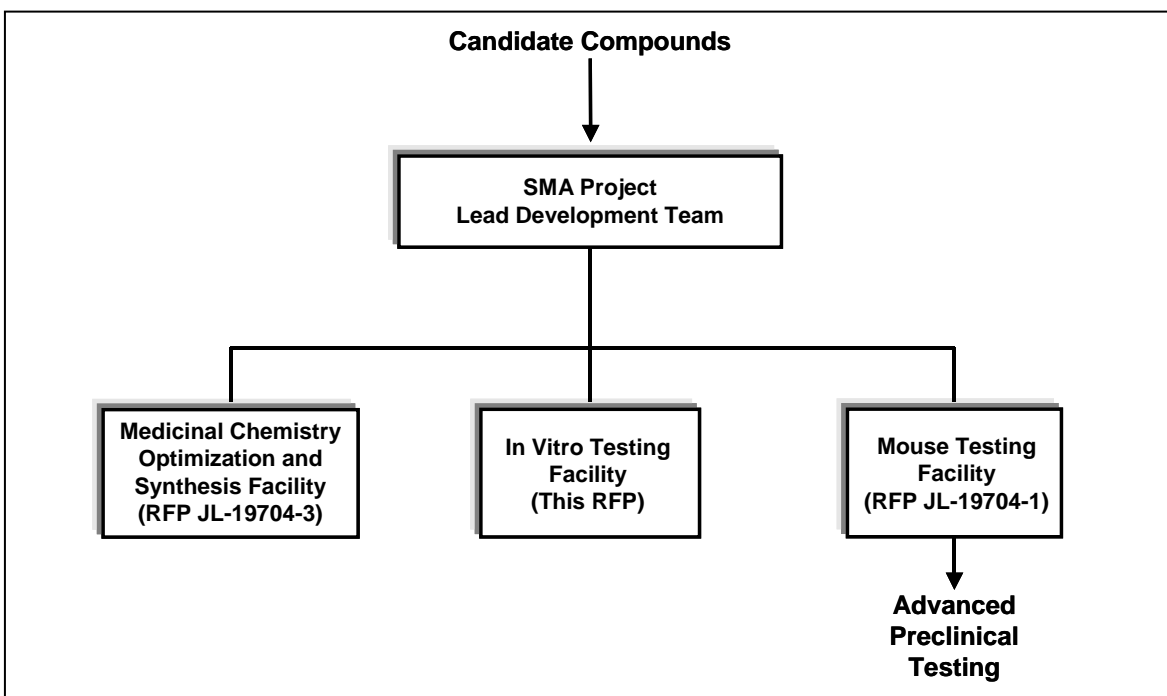 Candidate Compounds
SMA Project
Lead Development Team
Medicinal Chemistry
Optimization and
Synthesis Facility
(RFP JL-19704-3)
In Vitro Testing
Facility
(This RFP)
Mouse Testing
Facility
(RFP JL-19704-1)
Advanced
Preclinical
Testing